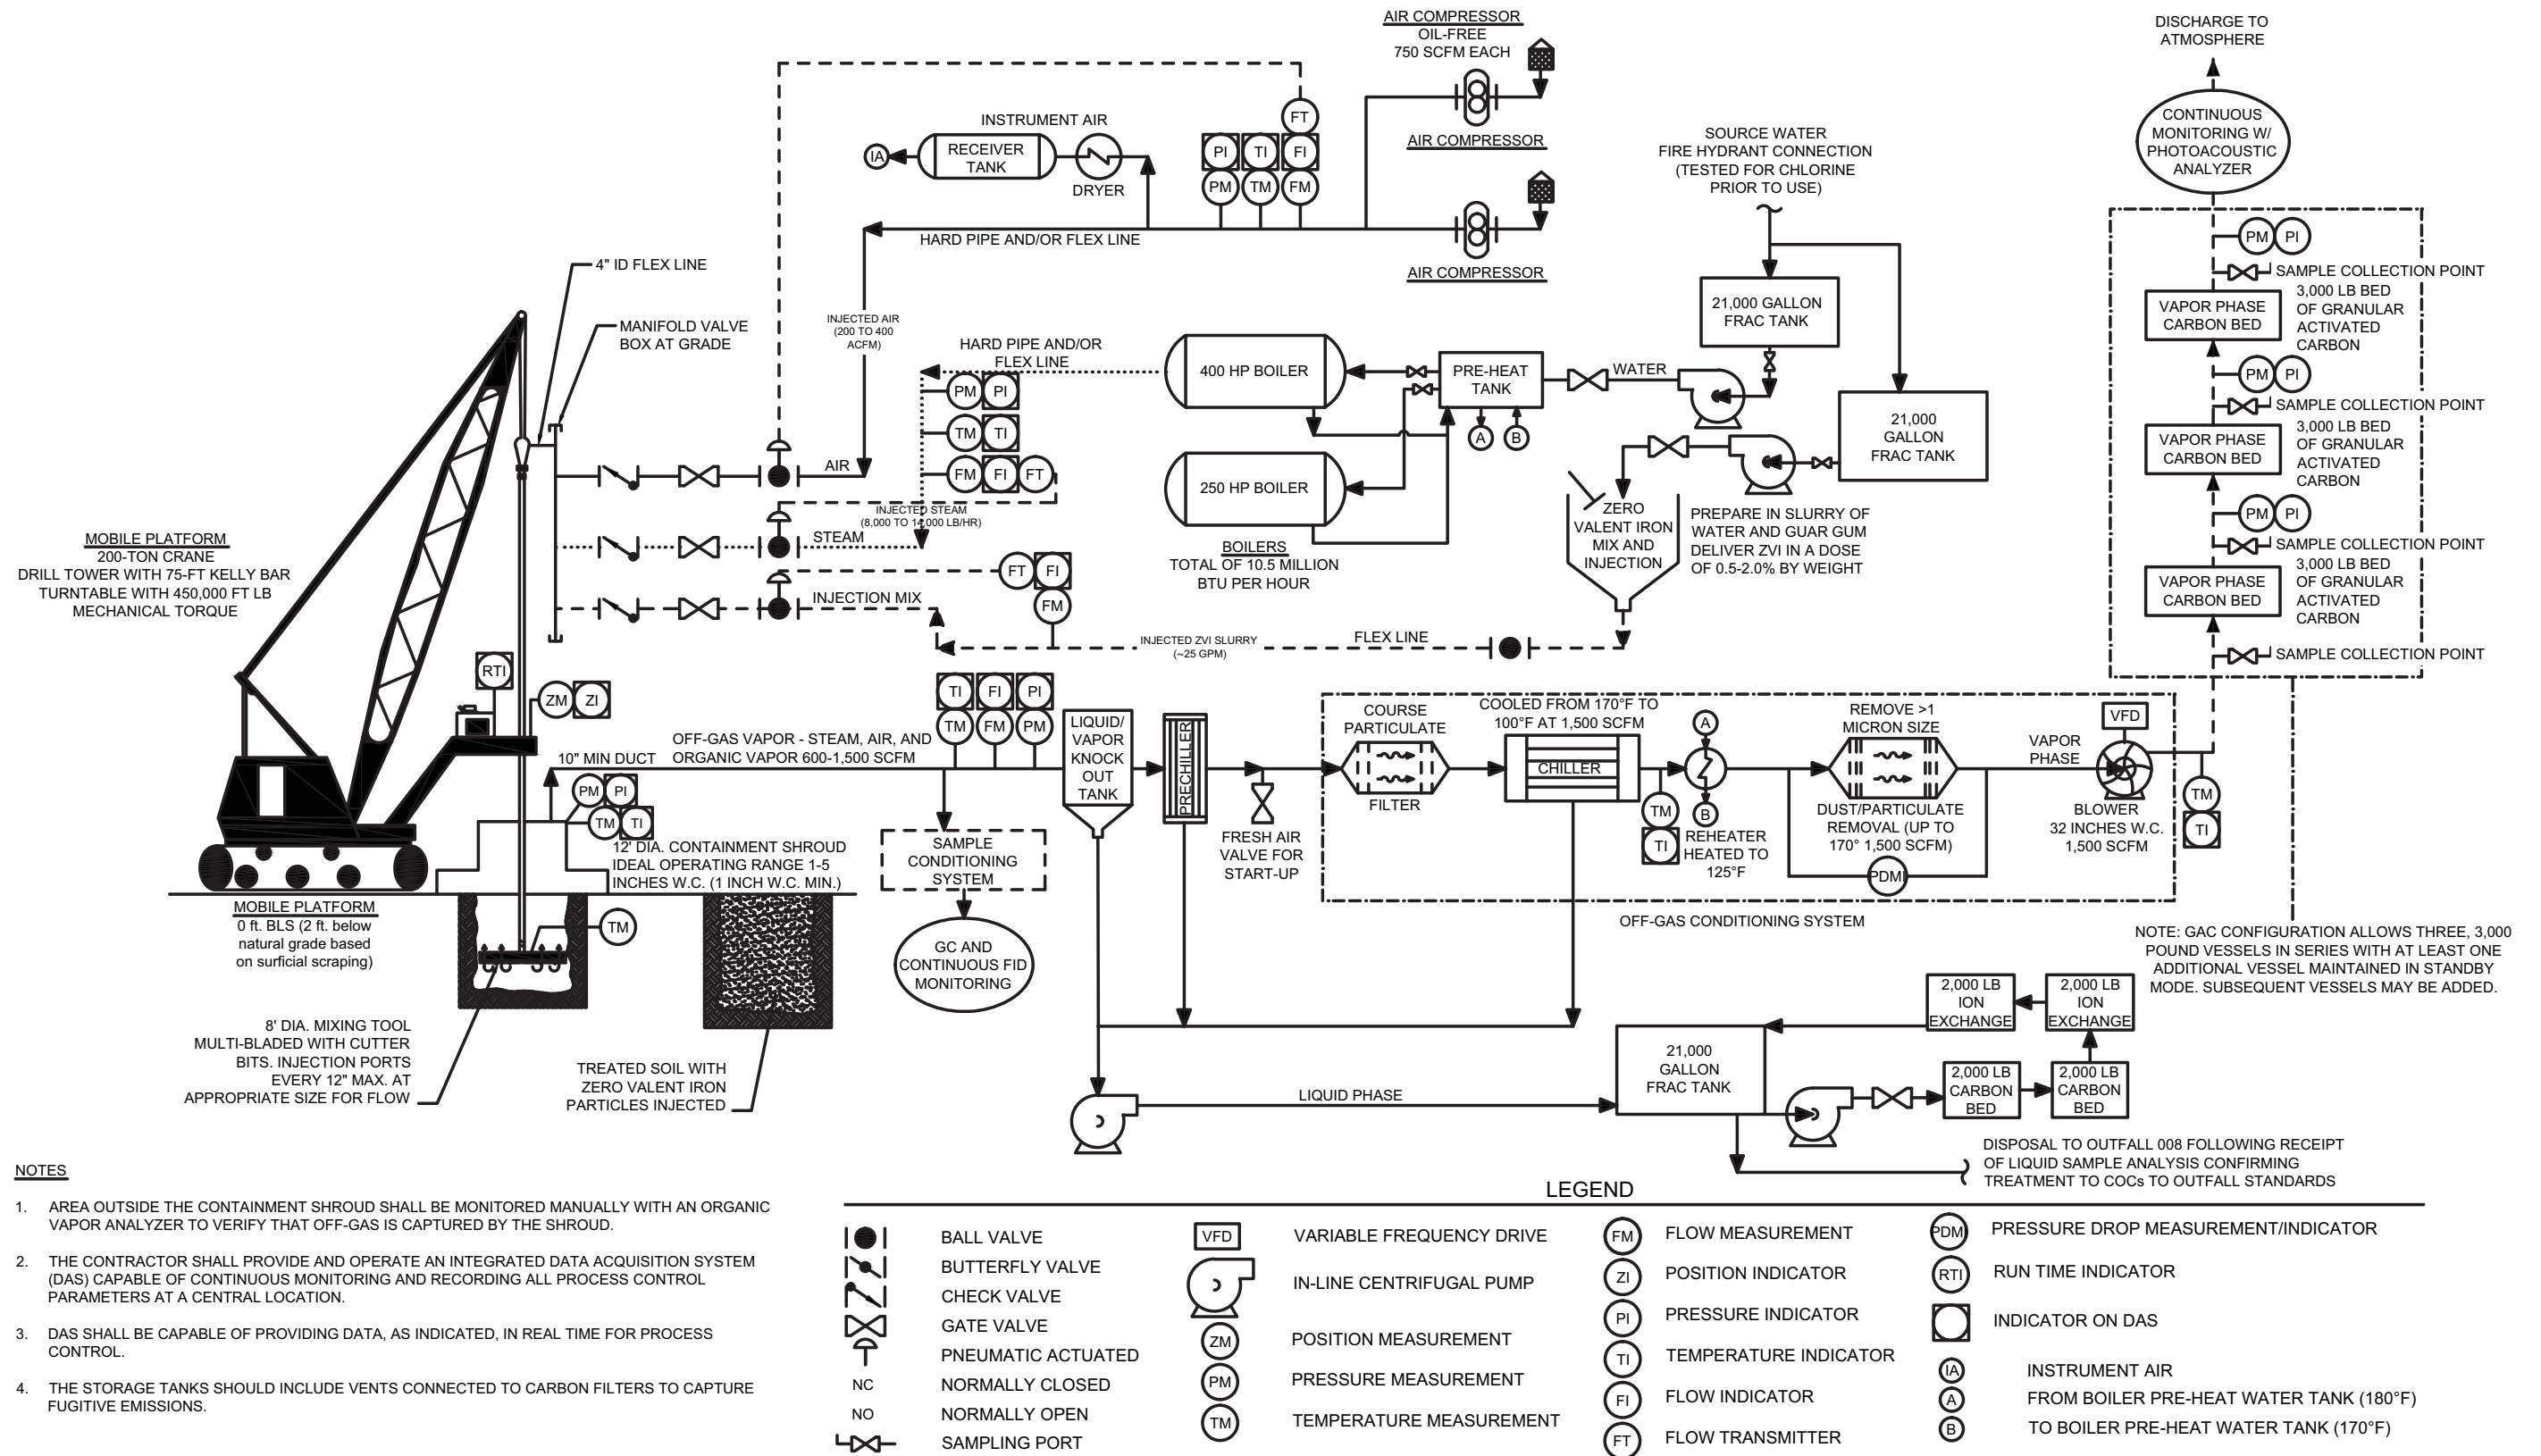 AIR COMPRESSOR
OIL-FREE
750 SCFM EACH
DISCHARGE TO
ATMOSPHERE
CONTINUOUS
MONITORING W/
PHOTOACOUSTIC
ANALYZER
FT
INSTRUMENT AIR
IA
RECEIVER
TANK
DRYER
PI
TI
FI
PM
TM
FM
AIR COMPRESSOR
AIR COMPRESSOR
SOURCE WATER
FIRE HYDRANT CONNECTION
(TESTED FOR CHLORINE
PRIOR TO USE)
HARD PIPE AND/OR FLEX LINE
4" ID FLEX LINE
MANIFOLD VALVE
BOX AT GRADE
INJECTED AIR
(200 TO 400
ACFM)
HARD PIPE AND/OR
FLEX LINE
PM
PI
TM
TI
FM
FI
FT
AIR
INJECTED STEAM
(8,000 TO 14,000 LB/HR)
STEAM
INJECTION MIX
FT
FI
FM
INJECTED ZVI SLURRY
(~25 GPM)
FLEX LINE
400 HP BOILER
250 HP BOILER
BOILERS
TOTAL OF 10.5 MILLION
BTU PER HOUR
PRE-HEAT
TANK
A
B
WATER
21,000 GALLON
FRAC TANK
21,000
GALLON
FRAC TANK
ZERO
VALENT IRON
MIX AND
INJECTION
PREPARE IN SLURRY OF
WATER AND GUAR GUM
DELIVER ZVI IN A DOSE
OF 0.5-2.0% BY WEIGHT
PM
PI
SAMPLE COLLECTION POINT
VAPOR PHASE
CARBON BED
3,000 LB BED
OF GRANULAR
ACTIVATED
CARBON
PM
PI
SAMPLE COLLECTION POINT
VAPOR PHASE
CARBON BED
3,000 LB BED
OF GRANULAR
ACTIVATED
CARBON
PM
PI
SAMPLE COLLECTION POINT
VAPOR PHASE
CARBON BED
3,000 LB BED
OF GRANULAR
ACTIVATED
CARBON
SAMPLE COLLECTION POINT
MOBILE PLATFORM
200-TON CRANE
DRILL TOWER WITH 75-FT KELLY BAR
TURNTABLE WITH 450,000 FT LB
MECHANICAL TORQUE
RTI
ZM
ZI
10" MIN DUCT
OFF-GAS VAPOR - STEAM, AIR, AND
ORGANIC VAPOR 600-1,500 SCFM
PM
PI
TM
TI
12' DIA. CONTAINMENT SHROUD
IDEAL OPERATING RANGE 1-5
INCHES W.C. (1 INCH W.C. MIN.)
TI
FI
PI
TM
FM
PM
LIQUID/
VAPOR
KNOCK
OUT
TANK
PRECHILLER
FRESH AIR
VALVE FOR
START-UP
COURSE
PARTICULATE
FILTER
COOLED FROM 170°F TO
100°F AT 1,500 SCFM
CHILLER
TM
TI
A
B
REHEATER
HEATED TO
125°F
REMOVE >1
MICRON SIZE
DUST/PARTICULATE
REMOVAL (UP TO
170° 1,500 SCFM)
PDMI
VAPOR
PHASE
VFD
BLOWER
32 INCHES W.C.
1,500 SCFM
TM
TI
OFF-GAS CONDITIONING SYSTEM
SAMPLE
CONDITIONING
SYSTEM
GC AND
CONTINUOUS FID
MONITORING
MOBILE PLATFORM
0 ft. BLS (2 ft. below
natural grade based
on surficial scraping)
TM
8' DIA. MIXING TOOL
MULTI-BLADED WITH CUTTER
BITS. INJECTION PORTS
EVERY 12" MAX. AT
APPROPRIATE SIZE FOR FLOW
TREATED SOIL WITH
ZERO VALENT IRON
PARTICLES INJECTED
NOTE: GAC CONFIGURATION ALLOWS THREE, 3,000
POUND VESSELS IN SERIES WITH AT LEAST ONE
ADDITIONAL VESSEL MAINTAINED IN STANDBY
MODE. SUBSEQUENT VESSELS MAY BE ADDED.
2,000 LB
ION
EXCHANGE
2,000 LB
ION
EXCHANGE
21,000
GALLON
FRAC TANK
2,000 LB
CARBON
BED
2,000 LB
CARBON
BED
LIQUID PHASE
DISPOSAL TO OUTFALL 008 FOLLOWING RECEIPT
OF LIQUID SAMPLE ANALYSIS CONFIRMING
TREATMENT TO COCs TO OUTFALL STANDARDS
NOTES
1. AREA OUTSIDE THE CONTAINMENT SHROUD SHALL BE MONITORED MANUALLY WITH AN ORGANIC
VAPOR ANALYZER TO VERIFY THAT OFF-GAS IS CAPTURED BY THE SHROUD.
2. THE CONTRACTOR SHALL PROVIDE AND OPERATE AN INTEGRATED DATA ACQUISITION SYSTEM
(DAS) CAPABLE OF CONTINUOUS MONITORING AND RECORDING ALL PROCESS CONTROL
PARAMETERS AT A CENTRAL LOCATION.
3. DAS SHALL BE CAPABLE OF PROVIDING DATA, AS INDICATED, IN REAL TIME FOR PROCESS
CONTROL.
4. THE STORAGE TANKS SHOULD INCLUDE VENTS CONNECTED TO CARBON FILTERS TO CAPTURE
FUGITIVE EMISSIONS.
LEGEND
BALL VALVE
BUTTERFLY VALVE
CHECK VALVE
GATE VALVE
PNEUMATIC ACTUATED
NC NORMALLY CLOSED
NO NORMALLY OPEN
SAMPLING PORT
VFD VARIABLE FREQUENCY DRIVE
IN-LINE CENTRIFUGAL PUMP
ZM POSITION MEASUREMENT
PM PRESSURE MEASUREMENT
TM TEMPERATURE MEASUREMENT
FM FLOW MEASUREMENT
ZI POSITION INDICATOR
PI PRESSURE INDICATOR
TI TEMPERATURE INDICATOR
FI FLOW INDICATOR
FT FLOW TRANSMITTER
PDMI PRESSURE DROP MEASUREMENT/INDICATOR
RTI RUN TIME INDICATOR
INDICATOR ON DAS
IA INSTRUMENT AIR
A FROM BOILER PRE-HEAT WATER TANK (180°F)
B TO BOILER PRE-HEAT WATER TANK (170°F)